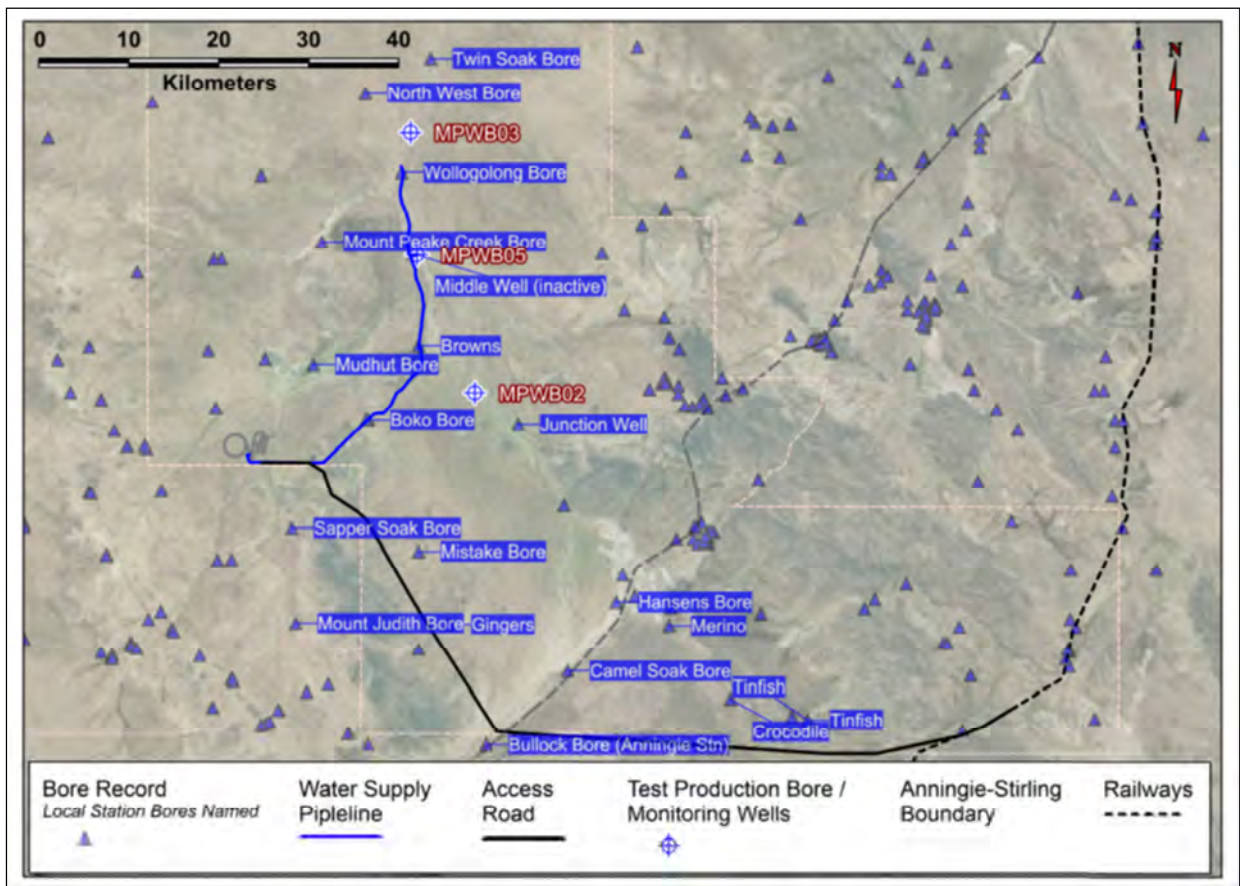 0 10 20 30 40
Kilometers
N
Twin Soak Bore
North West Bore
MPWB03
Wollogolong Bore
Mount Peake Creek Bore
MPWB05
Middle Well (inactive)
Browns
Mudhut Bore
MPWB02
Boko Bore
Junction Well
Sapper Soak Bore
Mistake Bore
Hansens Bore
Mount Judith Bore
Gingers
Merino
Camel Soak Bore
Tinfish
Tinfish
Crocodile
Bullock Bore (Anningie Stn)
Bore Record
Local Station Bores Named
Water Supply
Pipleline
Access
Road
Test Production Bore /
Monitoring Wells
Anningie-Stirling
Boundary
Railways